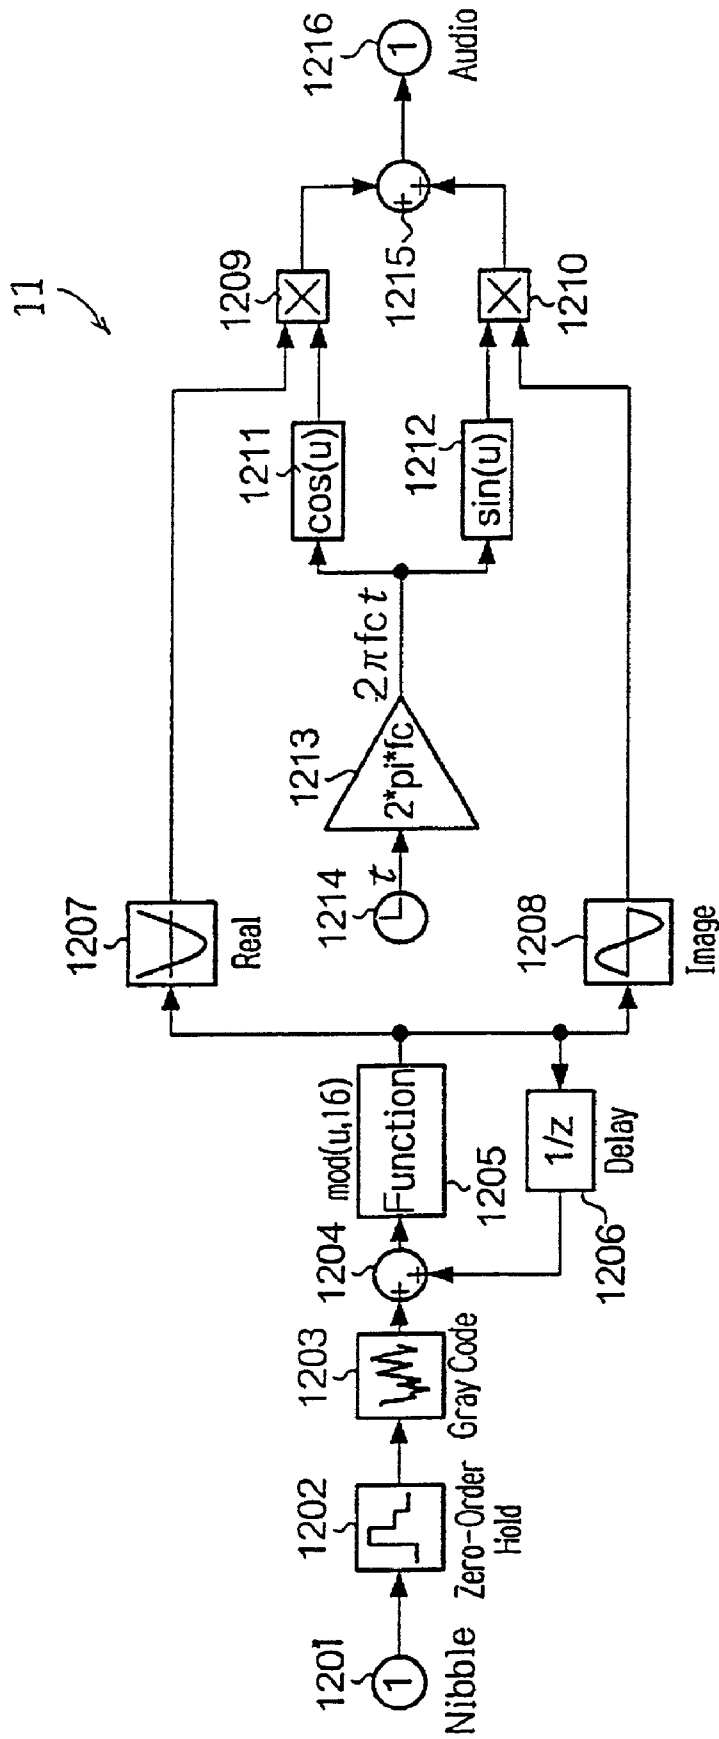 11
1201
1
Nibble
1202
Zero-Order
Hold
1203
Gray Code
1204
+
+
mod(u,16)
Function
1205
1/z
Delay
1206
1207
Real
1208
Image
1214
t
1213
2*pi*fc
2πfct
1211
cos(u)
1212
sin(u)
1209
1210
1215
+
+
1216
1
Audio